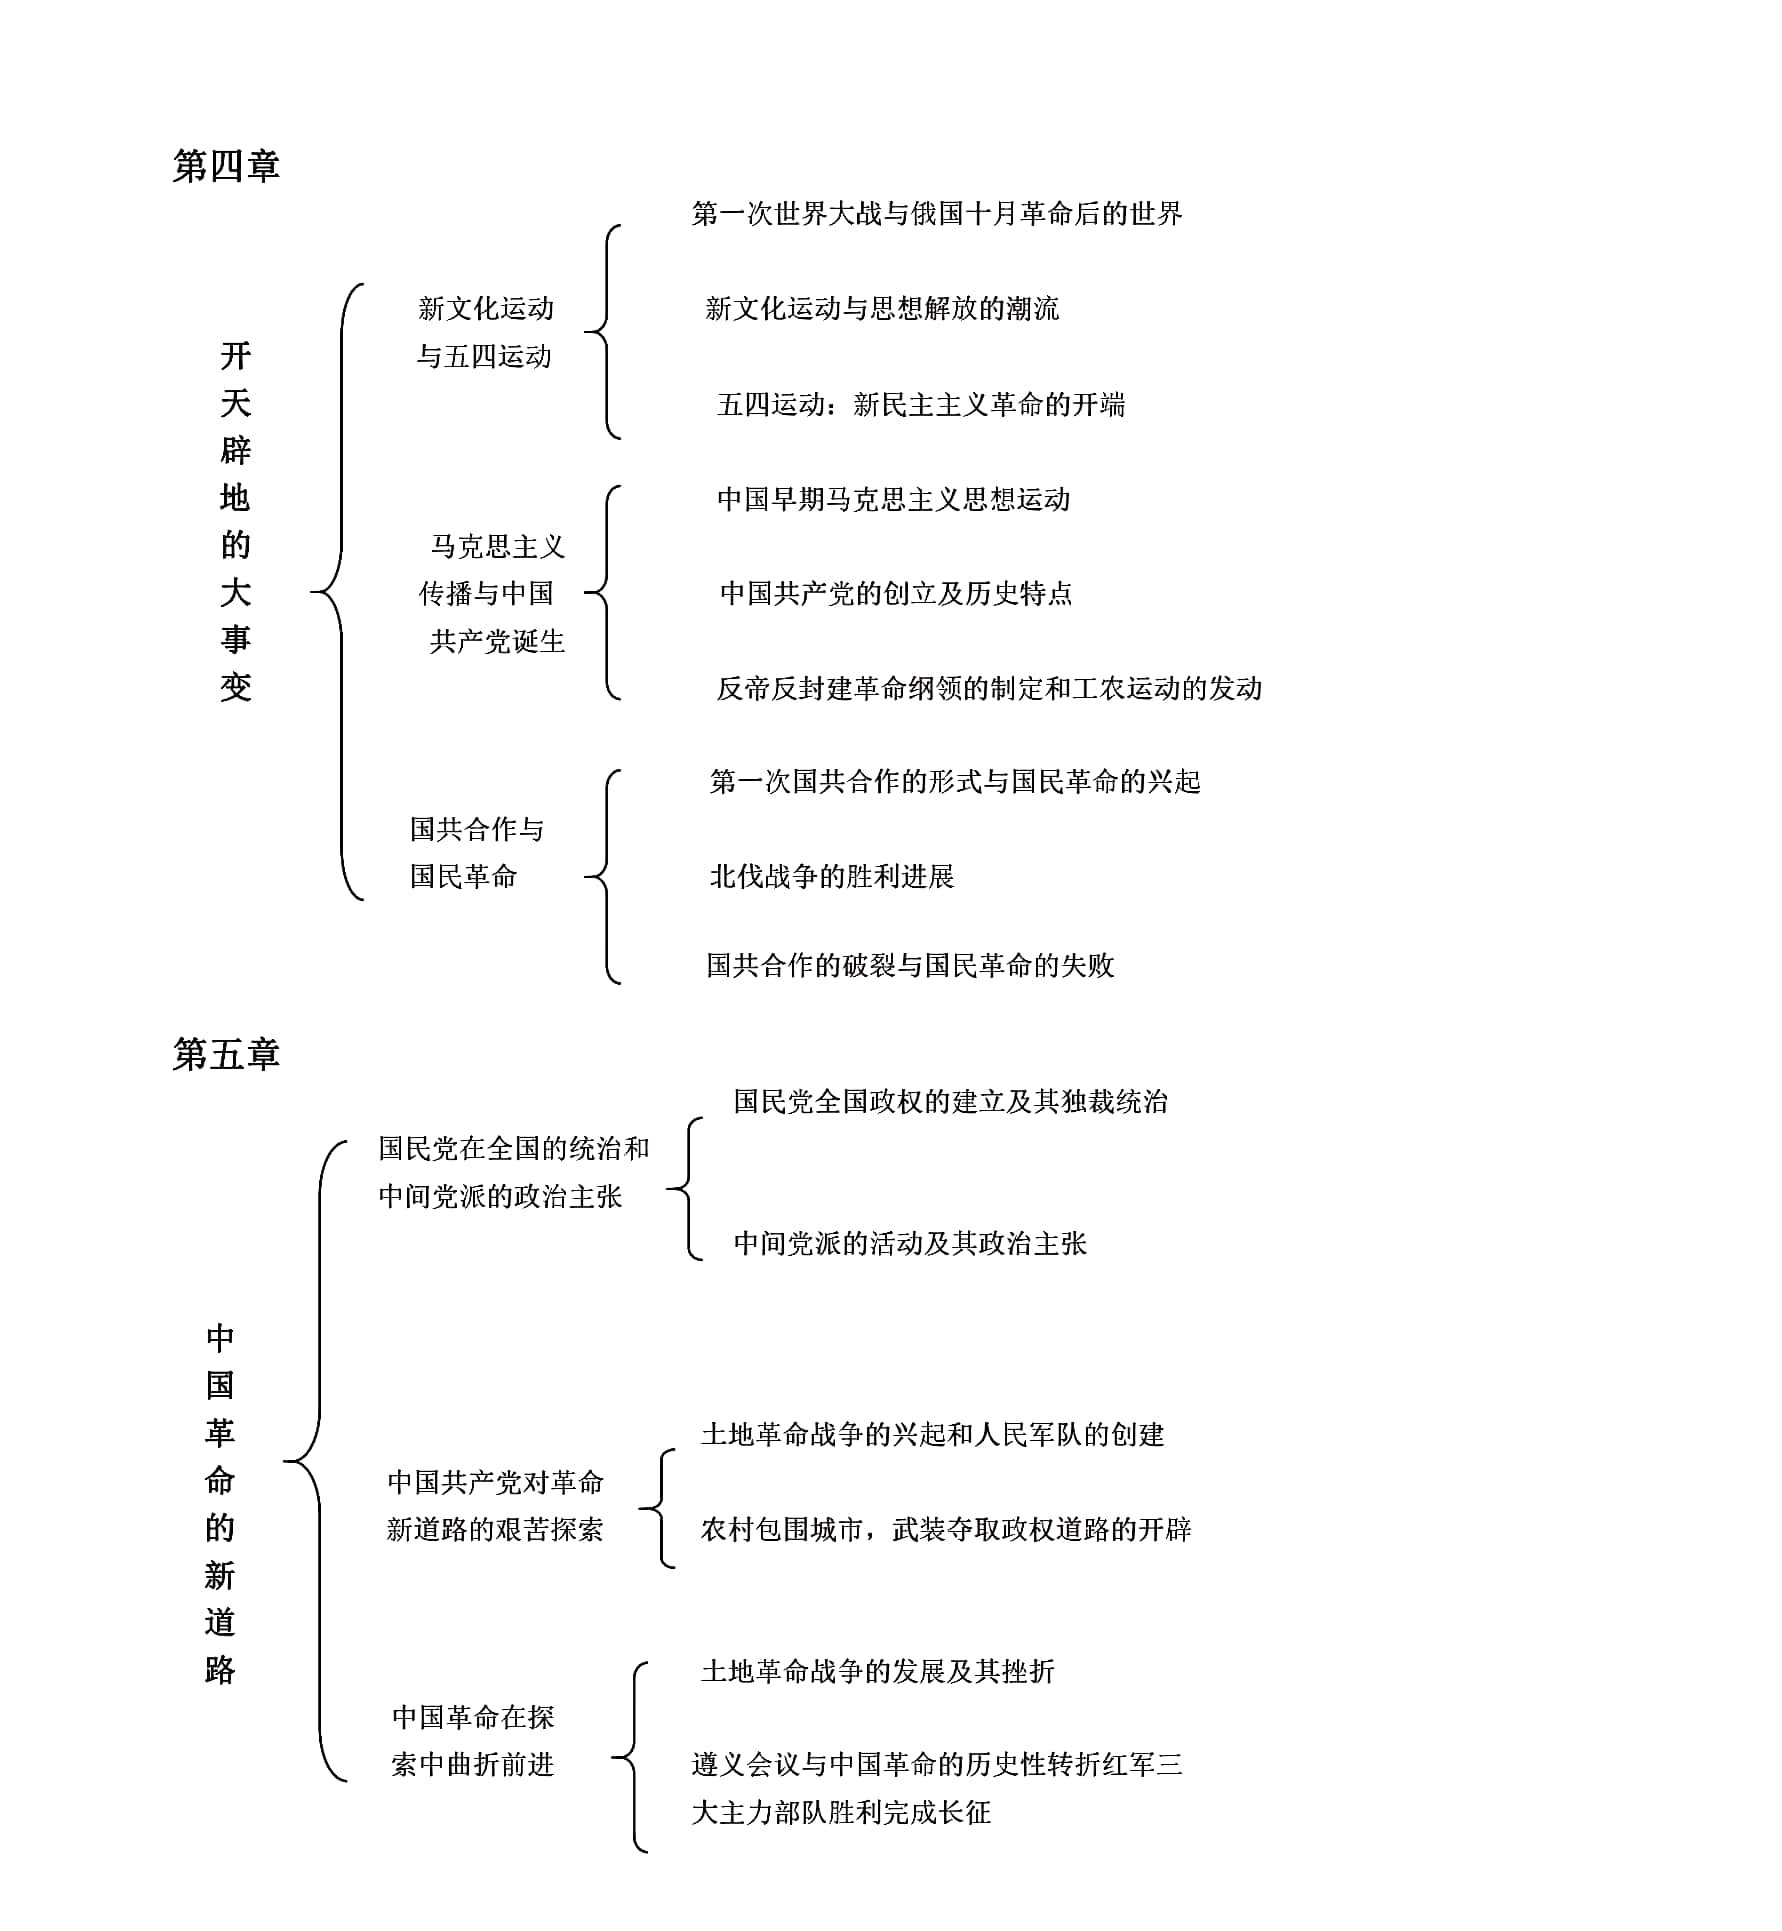 第四章
开天辟地的大事变
新文化运动
与五四运动
第一次世界大战与俄国十月革命后的世界
新文化运动与思想解放的潮流
五四运动：新民主主义革命的开端
马克思主义
传播与中国
共产党诞生
中国早期马克思主义思想运动
中国共产党的创立及历史特点
反帝反封建革命纲领的制定和工农运动的发动
国共合作与
国民革命
第一次国共合作的形式与国民革命的兴起
北伐战争的胜利进展
国共合作的破裂与国民革命的失败
第五章
中国革命的新道路
国民党在全国的统治和
中间党派的政治主张
国民党全国政权的建立及其独裁统治
中间党派的活动及其政治主张
中国共产党对革命
新道路的艰苦探索
土地革命战争的兴起和人民军队的创建
农村包围城市，武装夺取政权道路的开辟
中国革命在探
索中曲折前进
土地革命战争的发展及其挫折
遵义会议与中国革命的历史性转折红军三
大主力部队胜利完成长征